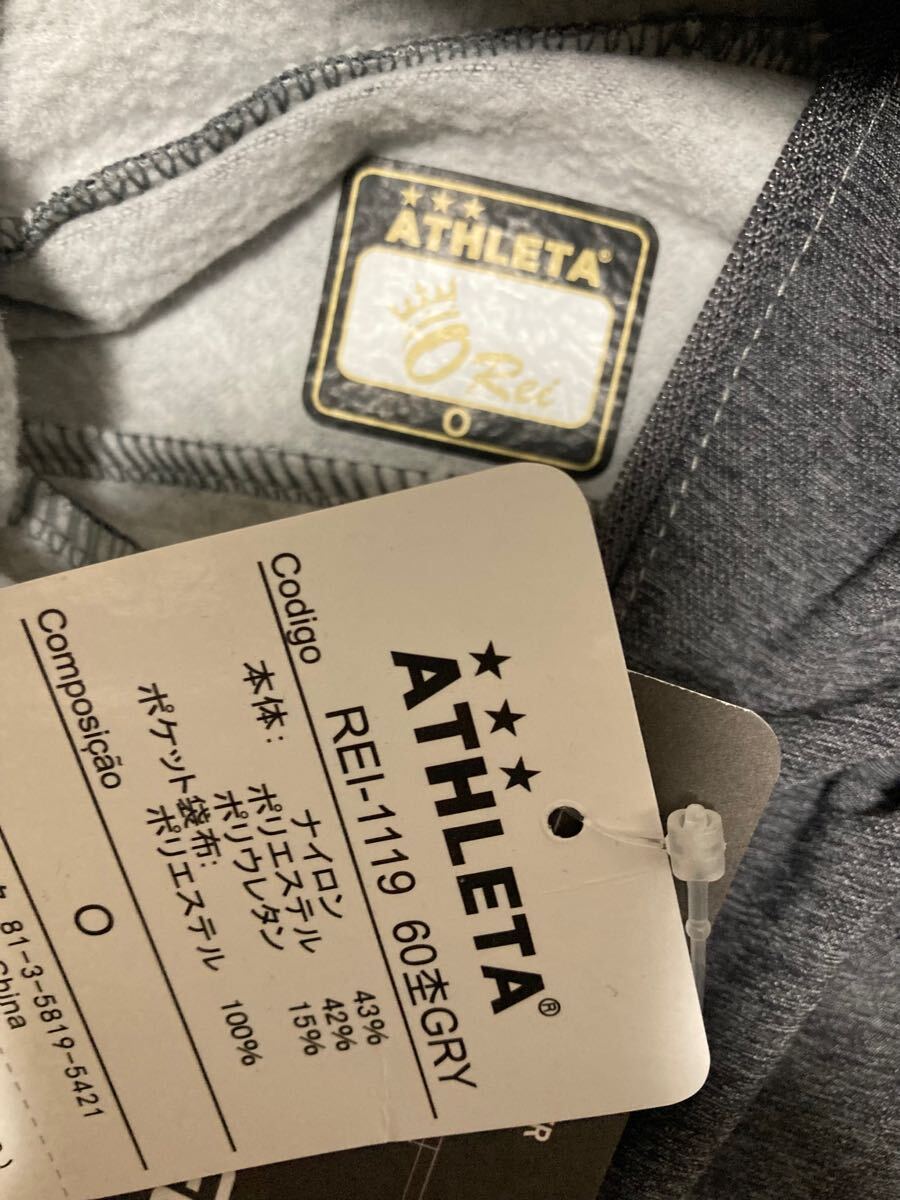 ATHLETA
O Rei
O
ATHLETA®
Codigo
REI-1119 60杢GRY
本体: ナイロン 43%
ポリエステル 42%
ポリウレタン 15%
ポケット袋布:
ポリエステル 100%
Composição
O
81-3-5819-5421
China